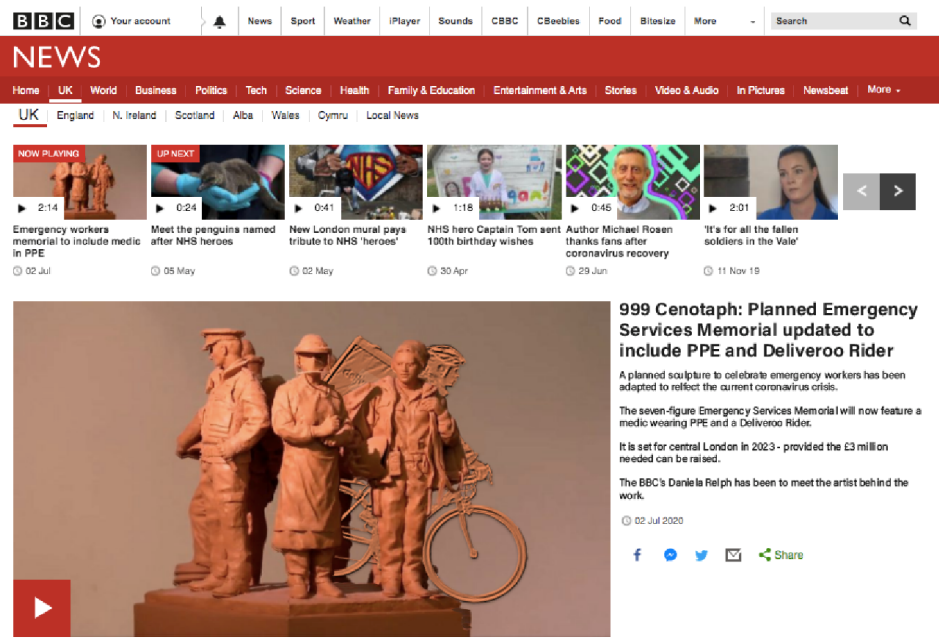 BBC Your account News Sport Weather iPlayer Sounds CBBC CBeebies Food Bitesize More Search
NEWS
Home UK World Business Politics Tech Science Health Family & Education Entertainment & Arts Stories Video & Audio In Pictures Newsbeat More
UK England N. Ireland Scotland Alba Wales Cymru Local News
NOW PLAYING
2:14
Emergency workers
memorial to include medic
in PPE
02 Jul
UP NEXT
0:24
Meet the penguins named
after NHS heroes
05 May
NHS
0:41
New London mural pays
tribute to NHS 'heroes'
02 May
1:18
NHS hero Captain Tom sent
100th birthday wishes
30 Apr
0:45
Author Michael Rosen
thanks fans after
coronavirus recovery
29 Jun
2:01
'It's for all the fallen
soldiers in the Vale'
11 Nov 19
999 Cenotaph: Planned Emergency
Services Memorial updated to
include PPE and Deliveroo Rider
A planned sculpture to celebrate emergency workers has been
adapted to relfect the current coronavirus crisis.
The seven-figure Emergency Services Memorial will now feature a
medic wearing PPE and a Deliveroo Rider.
It is set for central London in 2023 - provided the £3 million
needed can be raised.
The BBC's Daniela Relph has been to meet the artist behind the
work.
02 Jul 2020
Share